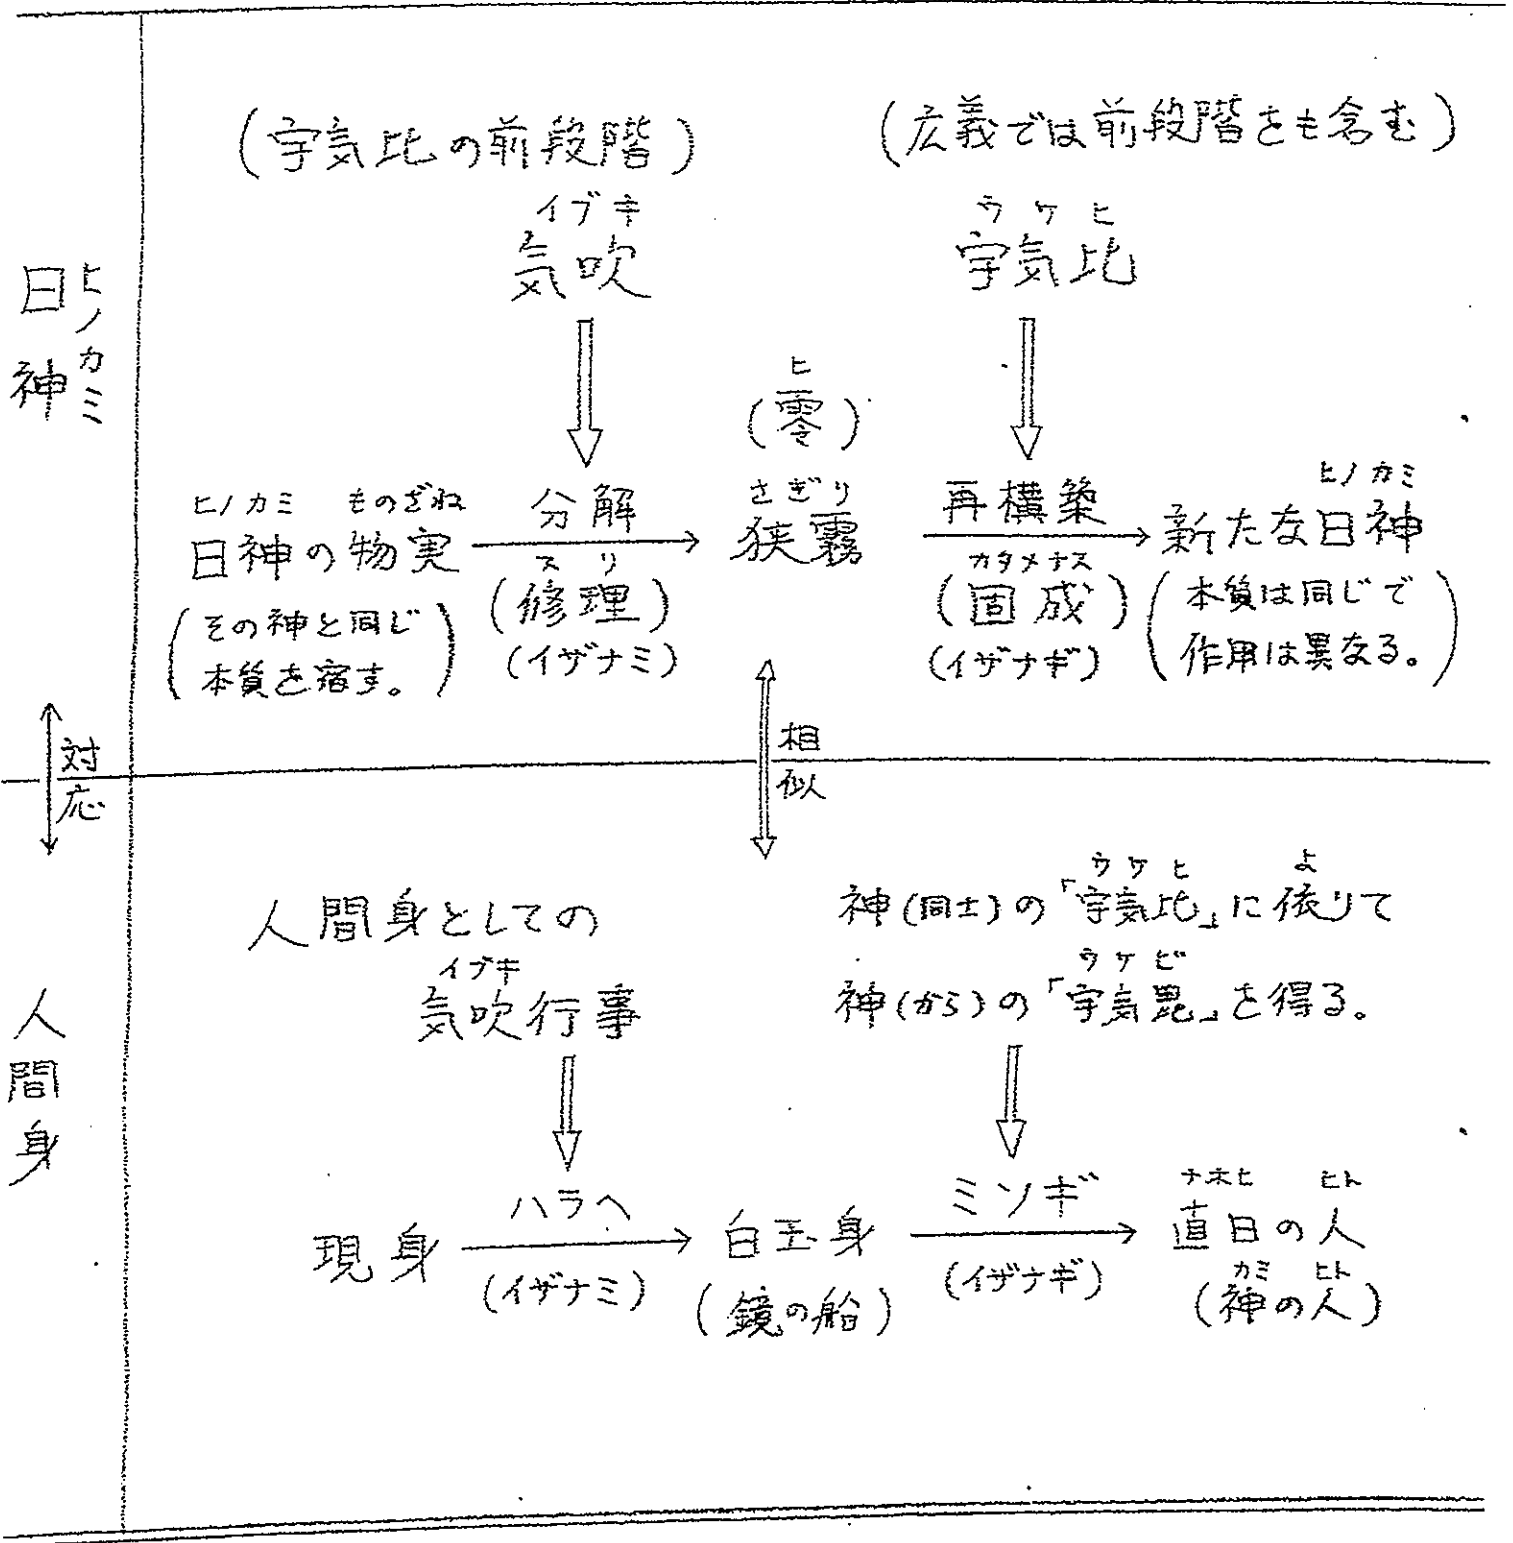 (宇気比の前段階)
(広義では前段階をも含む)
イブキ
気吹
ウケヒ
宇気比
日神
ヒノカミ
ヒ
(零)
さぎり
狭霧
ヒノカミ ものざね
日神の物実
(その神と同じ
本質を宿す。)
分解
スリ
(修理)
(イザナミ)
再構築
カタメナス
(固成)
(イザナギ)
ヒノカミ
新たな日神
(本質は同じで
作用は異なる。)
対応
相似
人間身
人間身としての
イブキ
気吹行事
ウケヒ よ
神(同士)の「宇気比」に依りて
ウケビ
神(から)の「宇気毘」を得る。
現身
ハラヘ
(イザナミ)
白玉身
(鏡の船)
ミソギ
(イザナギ)
ナホヒ ヒト
直日の人
カミ ヒト
(神の人)